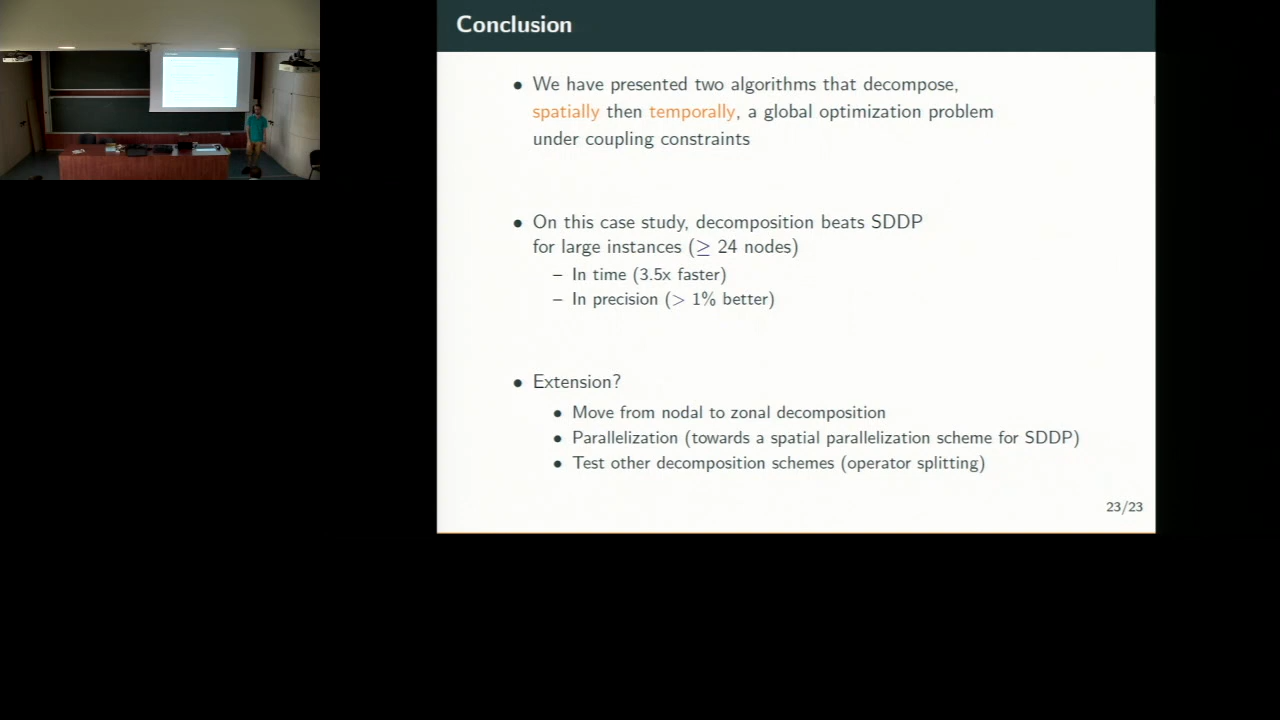 Conclusion
• We have presented two algorithms that decompose,
spatially then temporally, a global optimization problem
under coupling constraints
• On this case study, decomposition beats SDDP
for large instances (≥ 24 nodes)
– In time (3.5x faster)
– In precision (> 1% better)
• Extension?
• Move from nodal to zonal decomposition
• Parallelization (towards a spatial parallelization scheme for SDDP)
• Test other decomposition schemes (operator splitting)
23/23